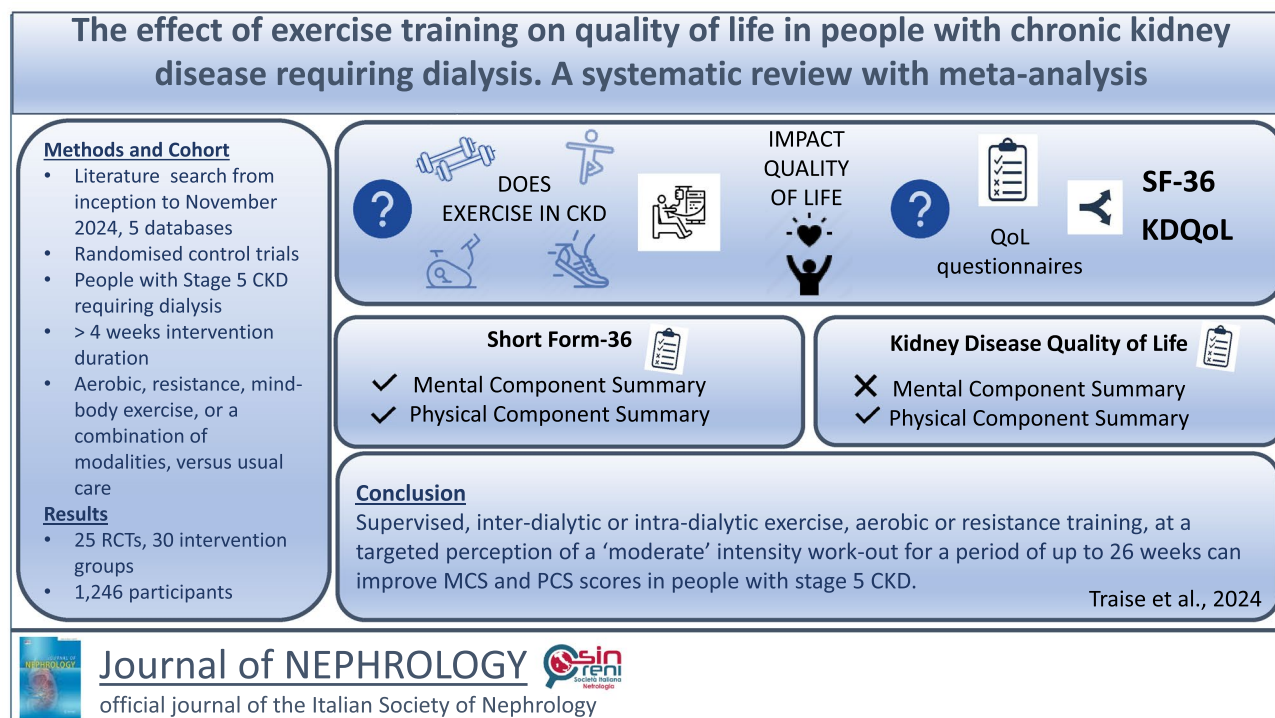 The effect of exercise training on quality of life in people with chronic kidney
disease requiring dialysis. A systematic review with meta-analysis
Methods and Cohort
• Literature search from
inception to November
2024, 5 databases
• Randomised control trials
• People with Stage 5 CKD
requiring dialysis
• > 4 weeks intervention
duration
• Aerobic, resistance, mind-
body exercise, or a
combination of
modalities, versus usual
care
Results
• 25 RCTs, 30 intervention
groups
• 1,246 participants
?
DOES
EXERCISE IN CKD
IMPACT
QUALITY
OF LIFE
?
QoL
questionnaires
SF-36
KDQoL
Short Form-36
Mental Component Summary
Physical Component Summary
Kidney Disease Quality of Life
Mental Component Summary
Physical Component Summary
Conclusion
Supervised, inter-dialytic or intra-dialytic exercise, aerobic or resistance training, at a
targeted perception of a ‘moderate’ intensity work-out for a period of up to 26 weeks can
improve MCS and PCS scores in people with stage 5 CKD.
Traise et al., 2024
JOURNAL OF
NEPHROLOGY
Journal of NEPHROLOGY
official journal of the Italian Society of Nephrology
sin
reni
Società Italiana
Nefrologia